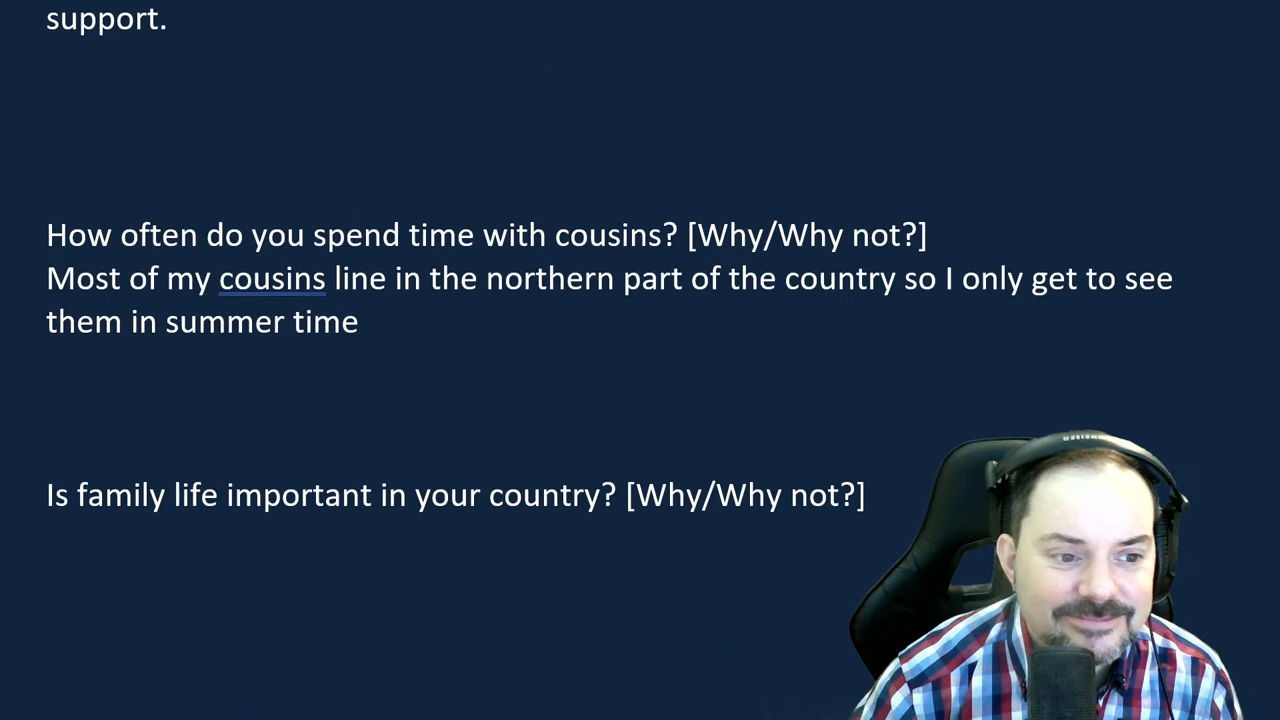 support.
How often do you spend time with cousins? [Why/Why not?]
Most of my cousins line in the northern part of the country so I only get to see
them in summer time
Is family life important in your country? [Why/Why not?]